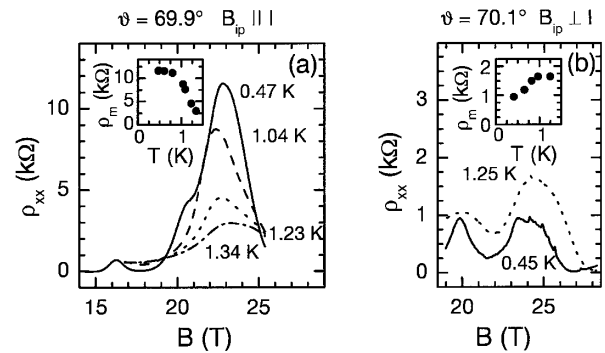 ϑ = 69.9° B_ip || I
ϑ = 70.1° B_ip ⊥ I
(a)
ρ_xx (kΩ)
10
5
0
15 20 25
B (T)
ρ_m (kΩ)
10
5
0
0 1
T (K)
0.47 K
1.04 K
1.23 K
1.34 K
(b)
ρ_xx (kΩ)
3
2
1
0
20 25
B (T)
ρ_m (kΩ)
2
1
0
0 1
T (K)
1.25 K
0.45 K